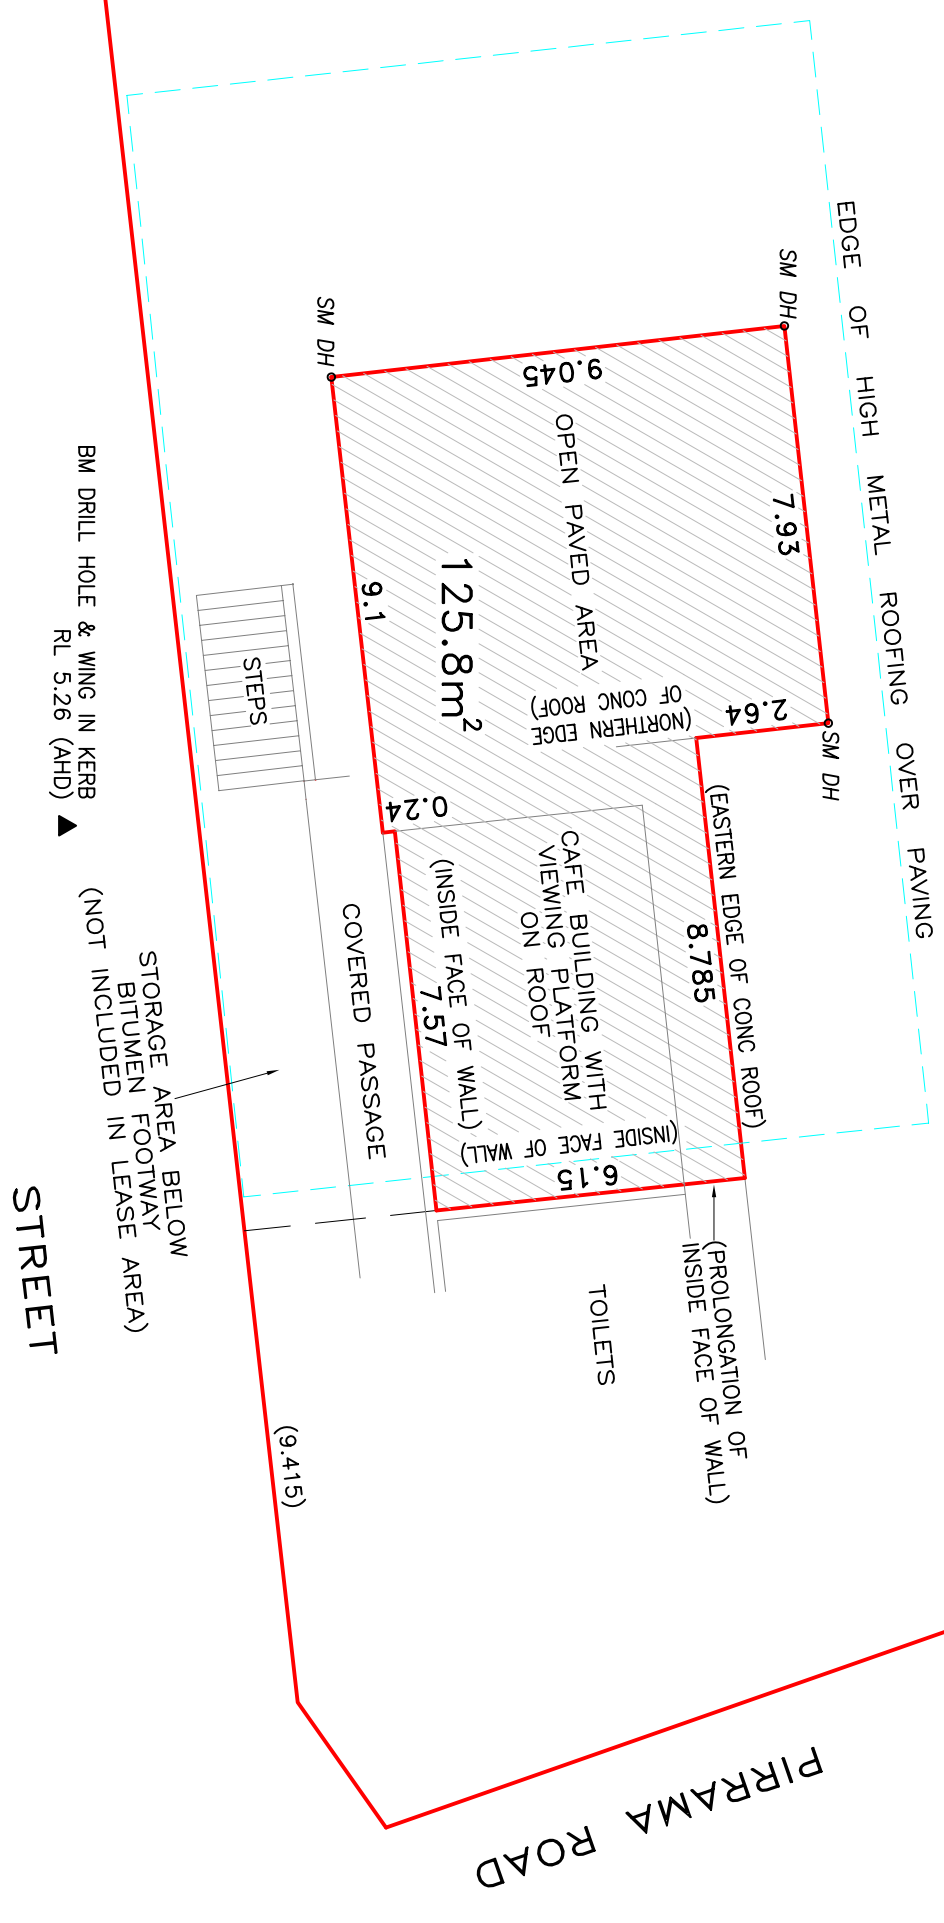 EDGE OF HIGH METAL ROOFING OVER PAVING
SM DH
SM DH
9.045
7.93
OPEN PAVED AREA
125.8m²
9.1
2.64
SM DH
(NORTHERN EDGE
OF CONC ROOF)
STEPS
0.24
(EASTERN EDGE OF CONC ROOF)
8.785
CAFE BUILDING WITH
VIEWING PLATFORM
ON ROOF
(INSIDE FACE OF WALL)
7.57
COVERED PASSAGE
(INSIDE FACE OF WALL)
6.15
BM DRILL HOLE & WING IN KERB
RL 5.26 (AHD)
STORAGE AREA BELOW
BITUMEN FOOTWAY
(NOT INCLUDED IN LEASE AREA)
TOILETS
(PROLONGATION OF
INSIDE FACE OF WALL)
STREET
(9.415)
PIRRAMA ROAD